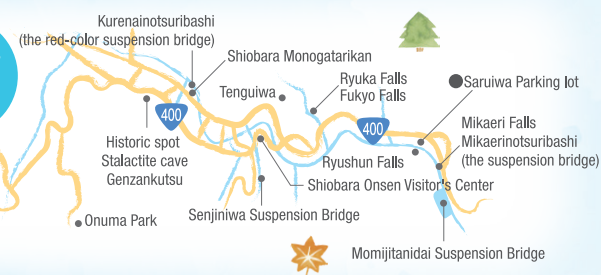 Kurenainotsuribashi
(the red-color suspension bridge)
Shiobara Monogatarikan
Tenguiwa
Ryuka Falls
Fukyo Falls
Saruiwa Parking lot
400
400
Mikaeri Falls
Mikaerinotsuribashi
(the suspension bridge)
Historic spot
Stalactite cave
Genzankutsu
Ryushun Falls
Shiobara Onsen Visitor's Center
Onuma Park
Senjiniwa Suspension Bridge
Momijitanidai Suspension Bridge